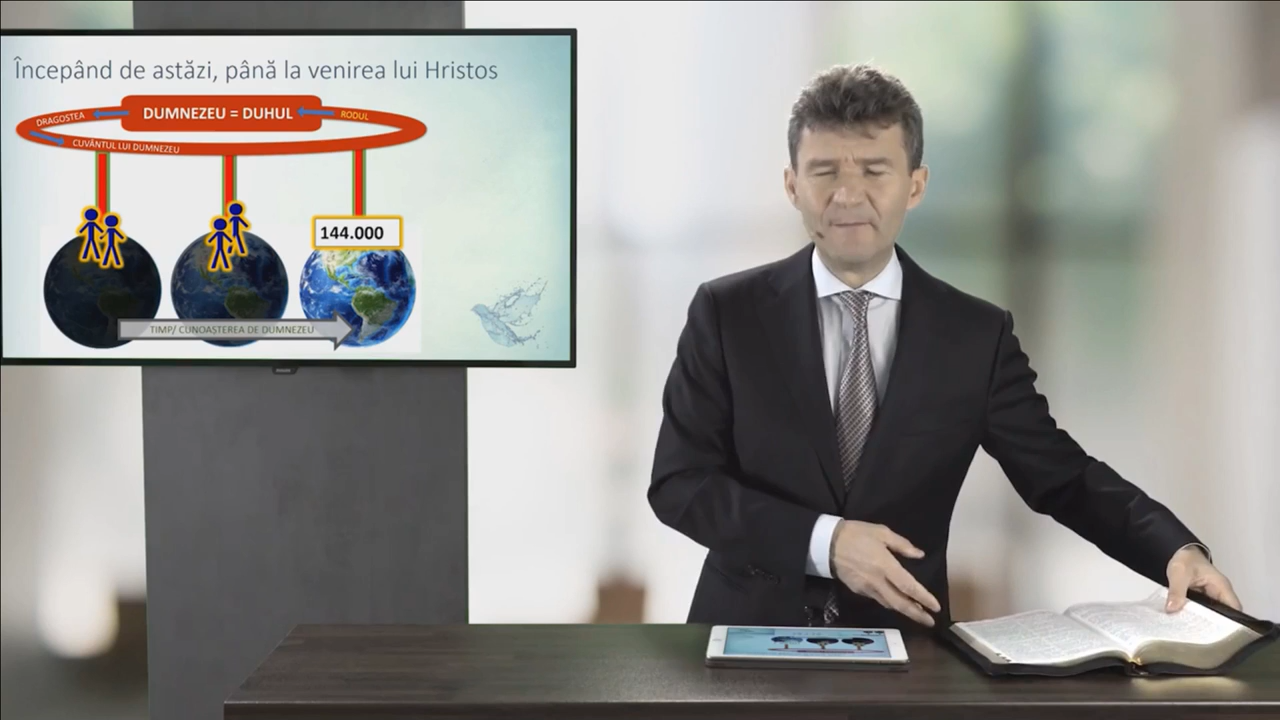 Începând de astăzi, până la venirea lui Hristos
DRAGOSTEA
DUMNEZEU = DUHUL
RODUL
CUVÂNTUL LUI DUMNEZEU
144.000
TIMP/ CUNOAȘTEREA DE DUMNEZEU